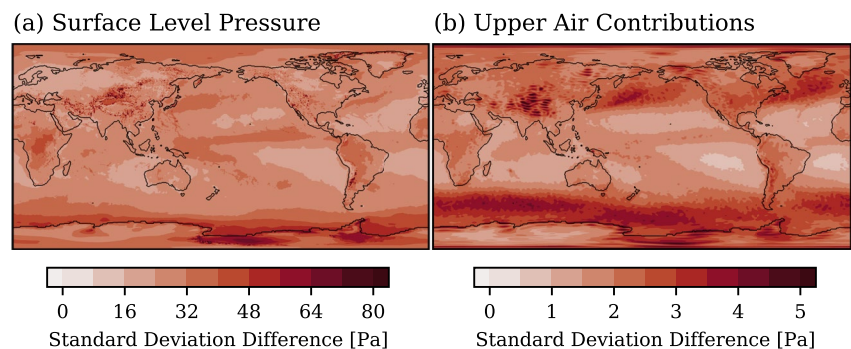 (a) Surface Level Pressure
(b) Upper Air Contributions
0 16 32 48 64 80
Standard Deviation Difference [Pa]
0 1 2 3 4 5
Standard Deviation Difference [Pa]